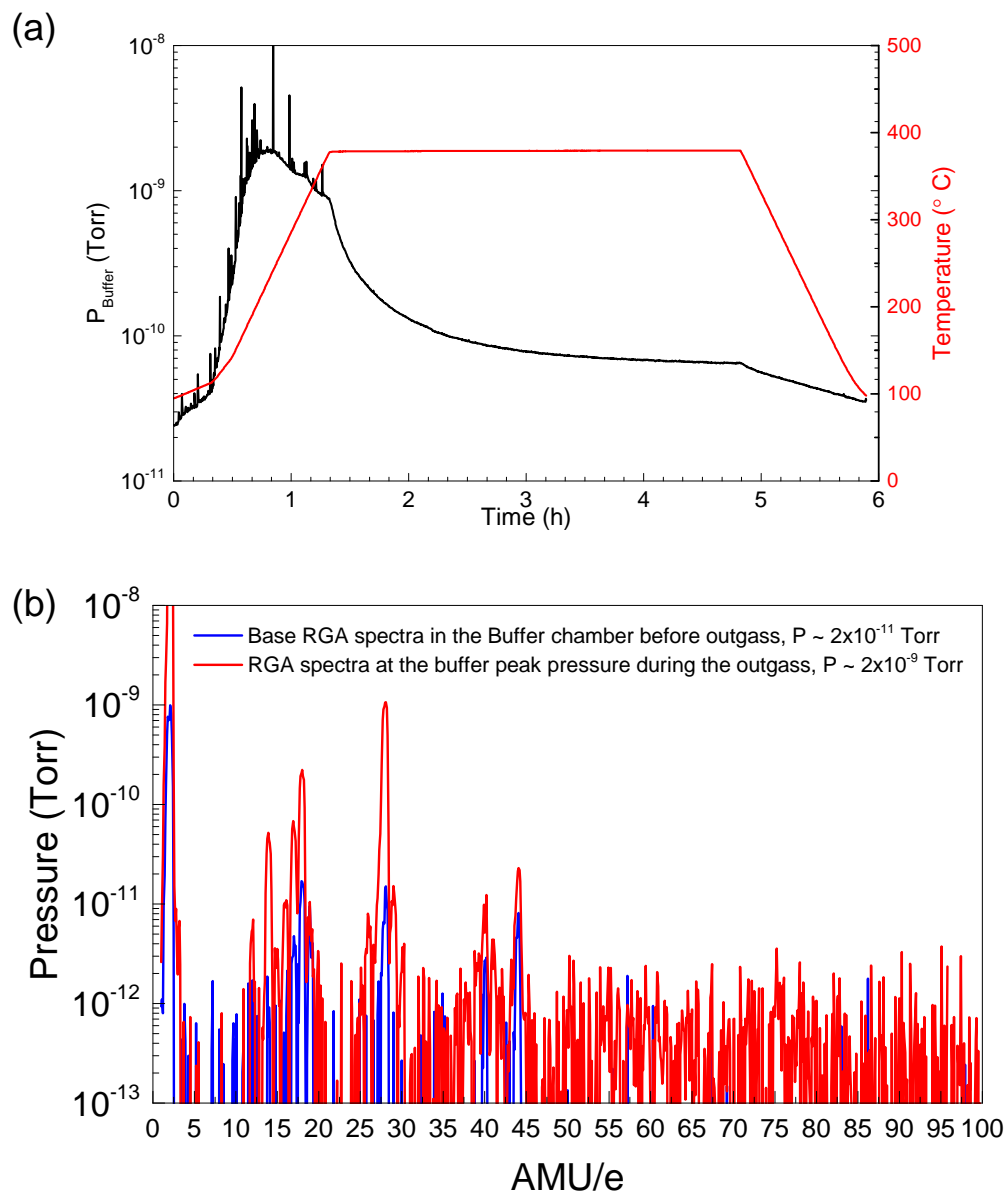 (a)
10⁻⁸
10⁻⁹
10⁻¹⁰
10⁻¹¹
P_Buffer (Torr)
0 1 2 3 4 5 6
Time (h)
500
400
300
200
100
0
Temperature (° C)
(b)
10⁻⁸
10⁻⁹
10⁻¹⁰
10⁻¹¹
10⁻¹²
10⁻¹³
Pressure (Torr)
Base RGA spectra in the Buffer chamber before outgass, P ~ 2x10⁻¹¹ Torr
RGA spectra at the buffer peak pressure during the outgass, P ~ 2x10⁻⁹ Torr
0 5 10 15 20 25 30 35 40 45 50 55 60 65 70 75 80 85 90 95 100
AMU/e